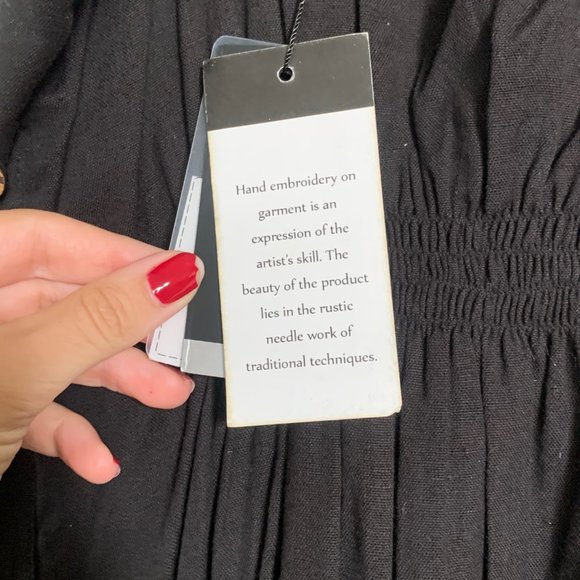 Hand embroidery on
garment is an
expression of the
artist's skill. The
beauty of the product
lies in the rustic
needle work of
traditional techniques.